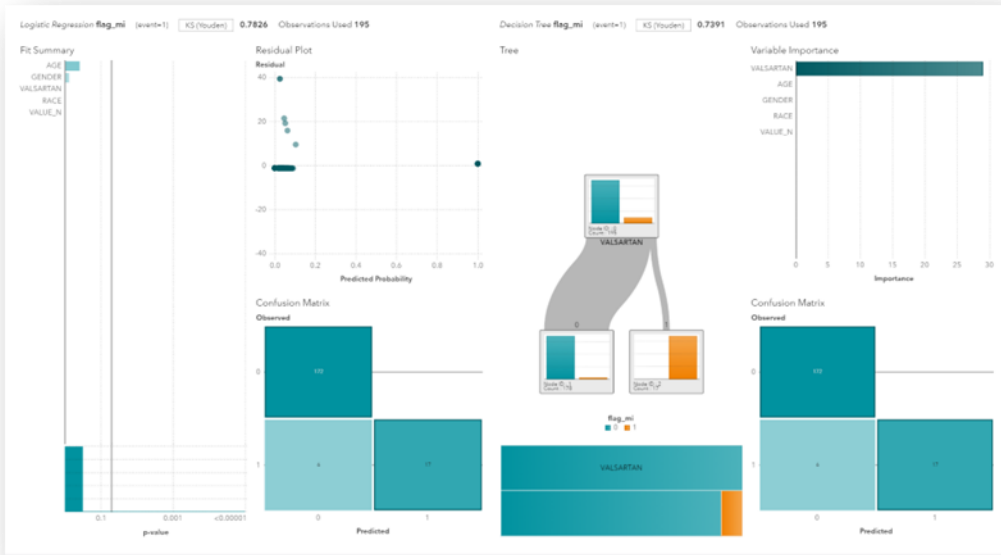 Logistic Regression flag_mi (event=1) KS (Youden) 0.7826 Observations Used 195
Fit Summary
AGE
GENDER
VALSARTAN
RACE
VALUE_N
0.1 0.001 <0.00001
p-value
Residual Plot
Residual
40
20
0
-20
-40
0.0 0.2 0.4 0.6 0.8 1.0
Predicted Probability
Confusion Matrix
Observed
0
172
1
17
0 1
Predicted
Decision Tree flag_mi (event=1) KS (Youden) 0.7391 Observations Used 195
Tree
VALSARTAN
0 1
flag_mi
0 1
VALSARTAN
Variable Importance
VALSARTAN
AGE
GENDER
RACE
VALUE_N
0 5 10 15 20 25 30
Importance
Confusion Matrix
Observed
0
172
1
17
0 1
Predicted